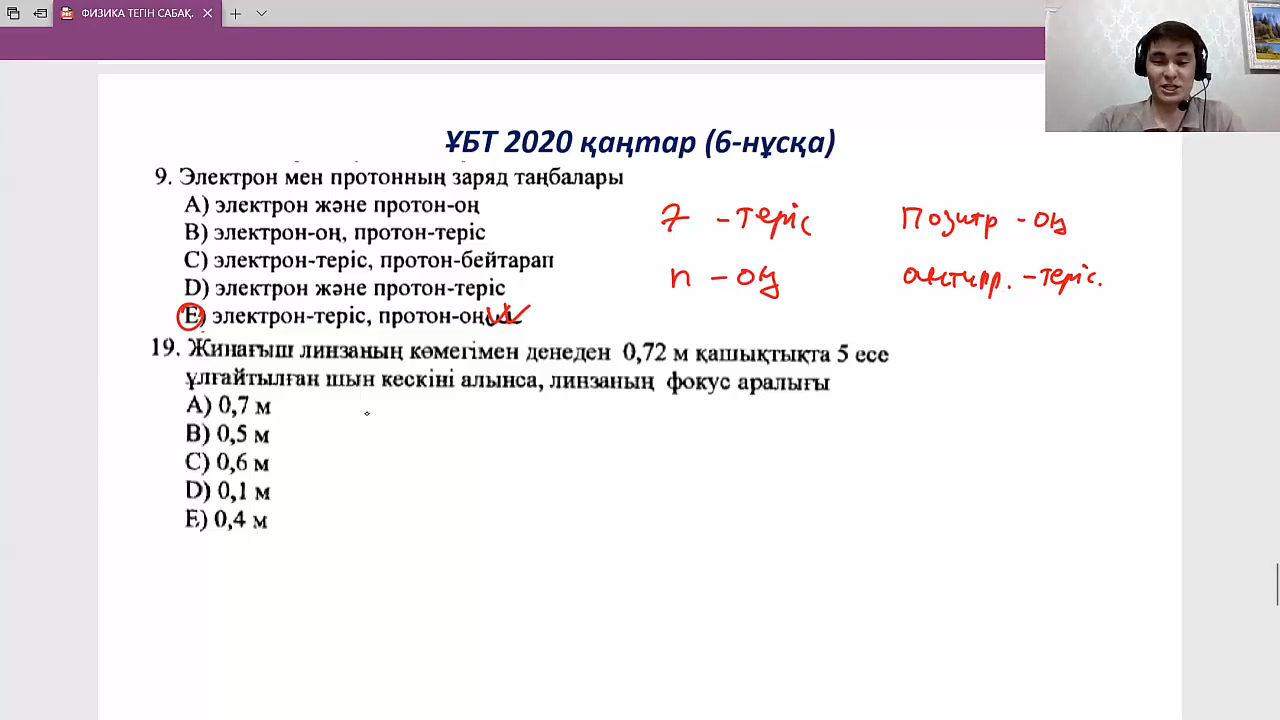 ФИЗИКА ТЕГІН САБАҚ.
ҰБТ 2020 қаңтар (6-нұсқа)
9. Электрон мен протонның заряд таңбалары
A) электрон және протон-оң
B) электрон-оң, протон-теріс
C) электрон-теріс, протон-бейтарап
D) электрон және протон-теріс
E) электрон-теріс, протон-оң
- теріс
позитр - оң
п - оң
антипр. - теріс.
19. Жинағыш линзаның көмегімен денеден 0,72 м қашықтықта 5 есе
ұлғайтылған шын кескіні алынса, линзаның фокус аралығы
A) 0,7 м
B) 0,5 м
C) 0,6 м
D) 0,1 м
E) 0,4 м